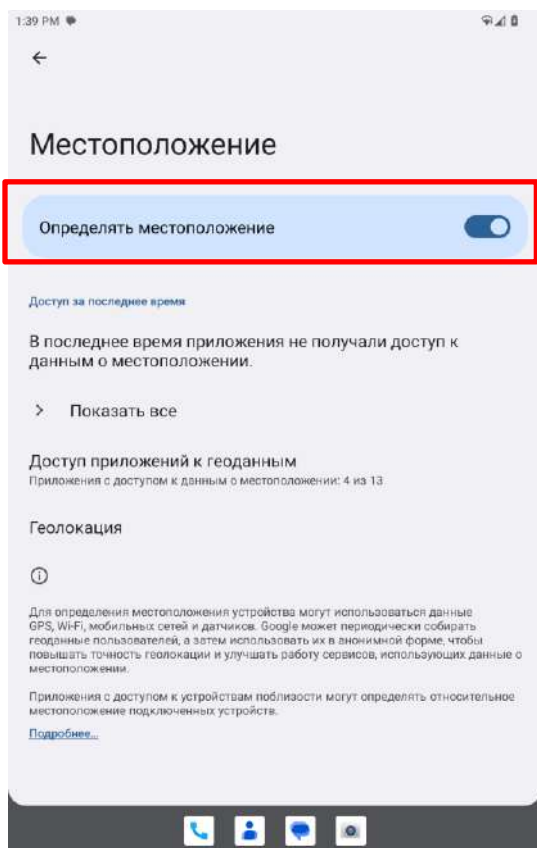 1:39 PM
Местоположение
Определять местоположение
Доступ за последнее время
В последнее время приложения не получали доступ к
данным о местоположении.
Показать все
Доступ приложений к геоданным
Приложения с доступом к данным о местоположении: 4 из 13
Геолокация
Для определения местоположения устройства могут использоваться данные
GPS, Wi-Fi, мобильных сетей и датчиков. Google может периодически собирать
геоданные пользователей, а затем использовать их в анонимной форме, чтобы
повышать точность геолокации и улучшать работу сервисов, использующих данные о
местоположении.
Приложения с доступом к устройствам поблизости могут определять относительное
местоположение подключенных устройств.
Подробнее...